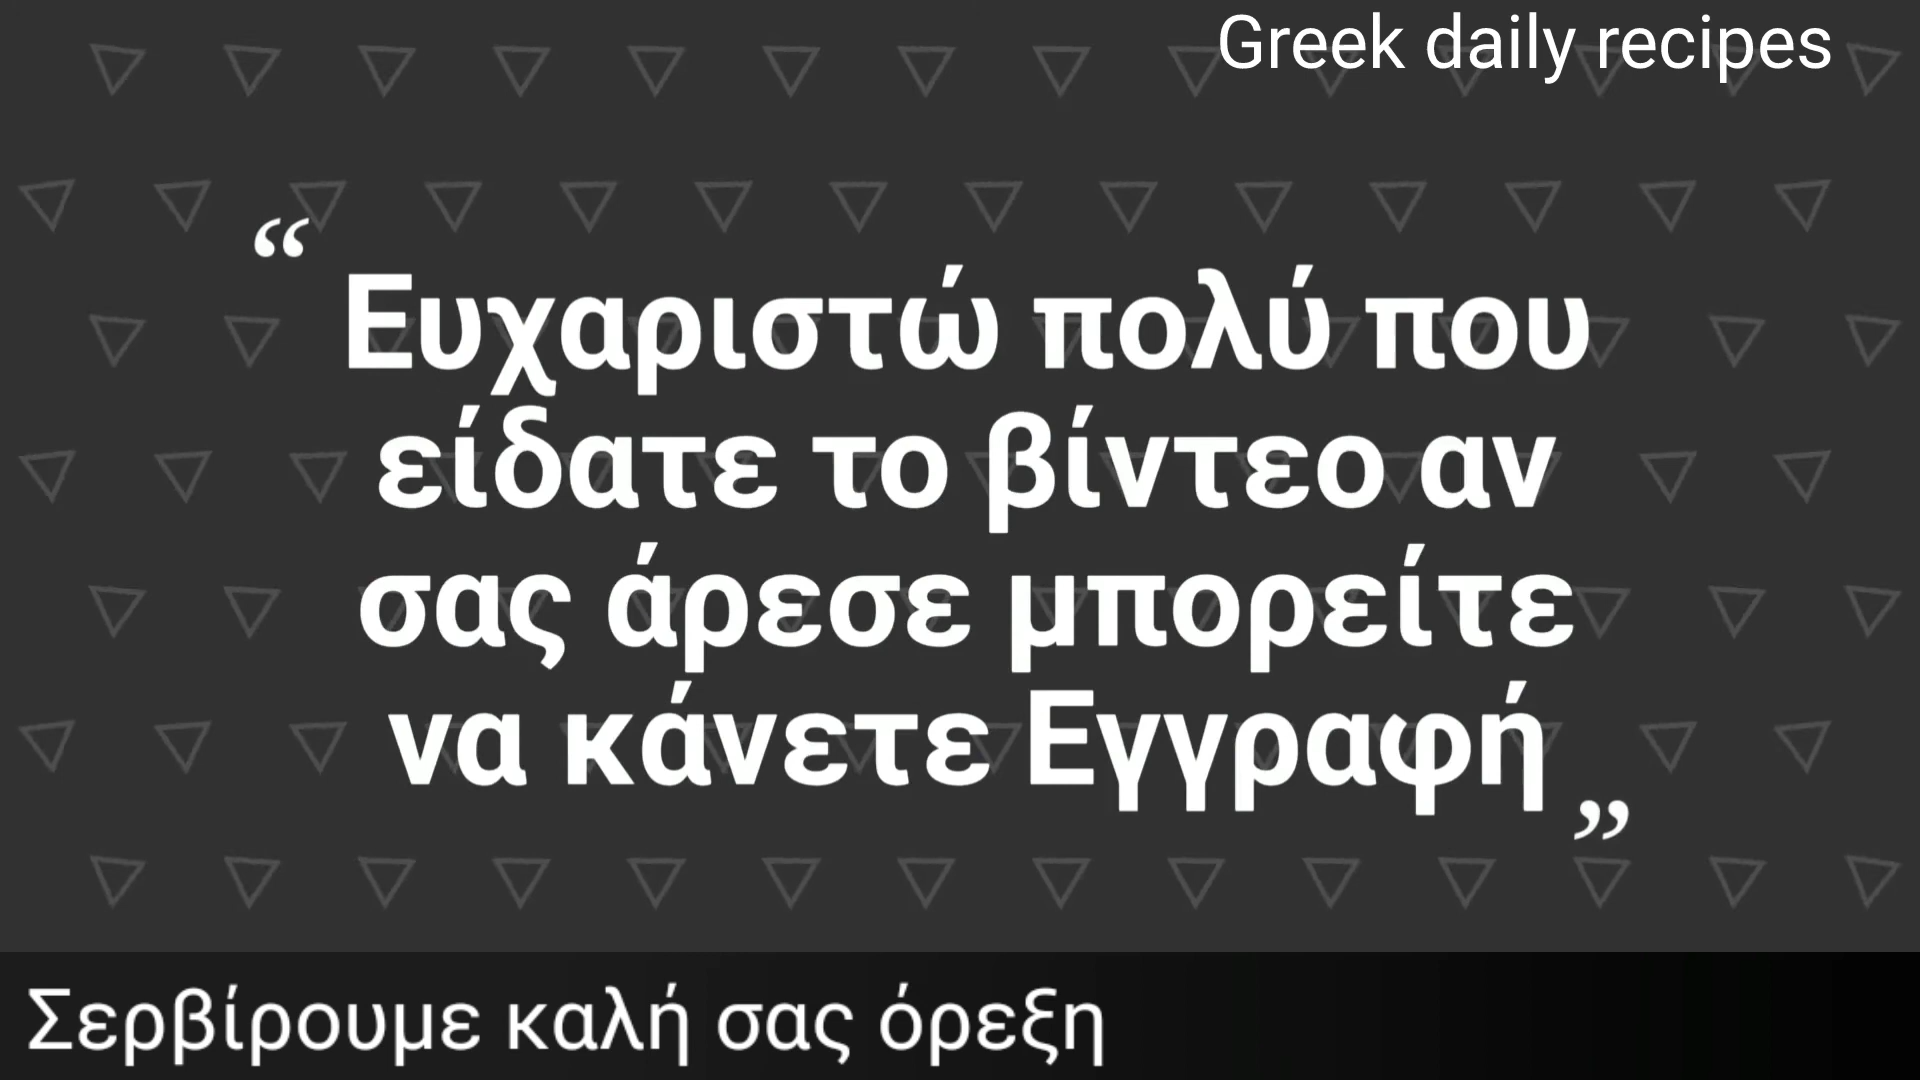 Greek daily recipes
“
Ευχαριστώ πολύ που
είδατε το βίντεο αν
σας άρεσε μπορείτε
να κάνετε Εγγραφή
”
Σερβίρουμε καλή σας όρεξη